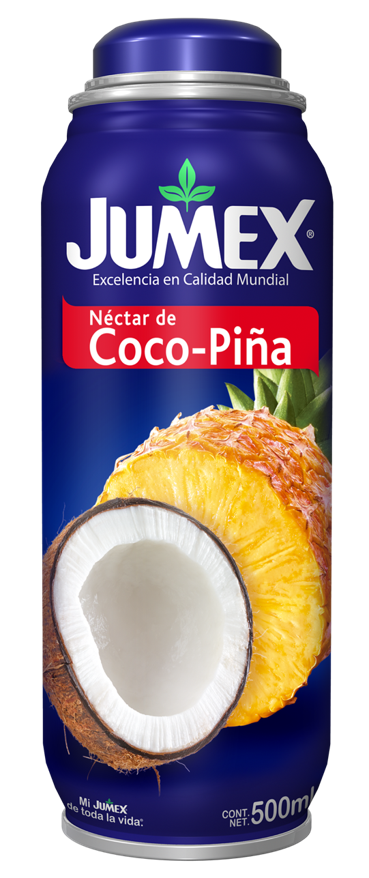 JUMEX®
Excelencia en Calidad Mundial
Néctar de
Coco-Piña
Mi JUMEX
de toda la vida.
CONT. NET. 500ml